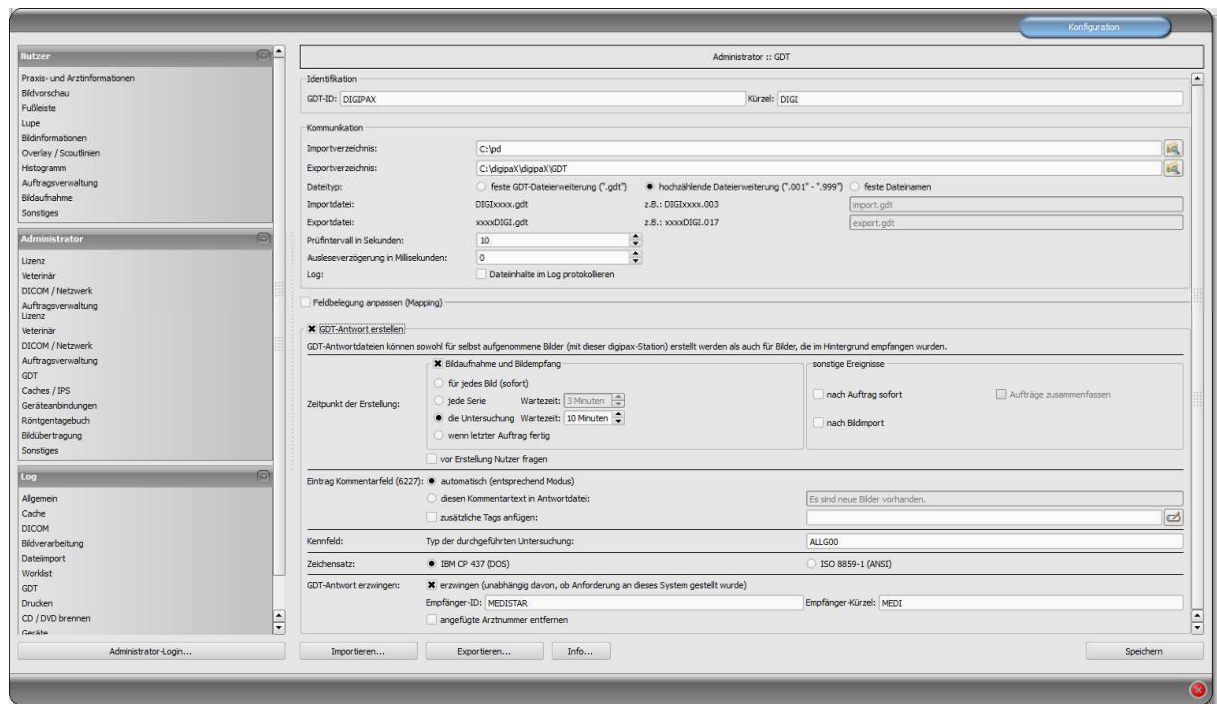 Konfiguration
Nutzer
Praxis- und Arztinformationen
Bildvorschau
Fußleiste
Lupe
Bildinformationen
Overlay / Scoutlinien
Histogramm
Auftragsverwaltung
Bildaufnahme
Sonstiges
Administrator
Lizenz
Veterinär
DICOM / Netzwerk
Auftragsverwaltung
Lizenz
Veterinär
DICOM / Netzwerk
Auftragsverwaltung
GDT
Caches / IPS
Geräteanbindungen
Röntgentagebuch
Bildübertragung
Sonstiges
Log
Allgemein
Cache
DICOM
Bildverarbeitung
Dateiimport
Worklist
GDT
Drucken
CD / DVD brennen
Geräte
Administrator-Login...
Administrator :: GDT
Identifikation
GDT-ID: DIGIPAX Kürzel: DIGI
Kommunikation
Importverzeichnis: C:\pd
Exportverzeichnis: C:\digipaX\digipaX\GDT
Dateityp: feste GDT-Dateierweiterung (".gdt") hochzählende Dateierweiterung (".001" - ".999") feste Dateinamen
Importdatei: DIGIxxxx.gdt z.B.: DIGIxxxx.003 import.gdt
Exportdatei: xxxxDIGI.gdt z.B.: xxxxDIGI.017 export.gdt
Prüfintervall in Sekunden: 10
Ausleseverzögerung in Millisekunden: 0
Log: Dateiinhalte im Log protokollieren
Feldbelegung anpassen (Mapping)
GDT-Antwort erstellen
GDT-Antwortdateien können sowohl für selbst aufgenommene Bilder (mit dieser digipax-Station) erstellt werden als auch für Bilder, die im Hintergrund empfangen wurden.
Zeitpunkt der Erstellung:
Bildaufnahme und Bildempfang
für jedes Bild (sofort)
jede Serie Wartezeit: 3 Minuten
die Untersuchung Wartezeit: 10 Minuten
wenn letzter Auftrag fertig
vor Erstellung Nutzer fragen
sonstige Ereignisse
nach Auftrag sofort Aufträge zusammenfassen
nach Bildimport
Eintrag Kommentarfeld (6227): automatisch (entsprechend Modus)
diesen Kommentartext in Antwortdatei: Es sind neue Bilder vorhanden.
zusätzliche Tags anfügen:
Kennfeld: Typ der durchgeführten Untersuchung: ALLG00
Zeichensatz: IBM CP 437 (DOS) ISO 8859-1 (ANSI)
GDT-Antwort erzwingen: erzwingen (unabhängig davon, ob Anforderung an dieses System gestellt wurde)
Empfänger-ID: MEDISTAR Empfänger-Kürzel: MEDI
angefügte Arztnummer entfernen
Importieren... Exportieren... Info... Speichern